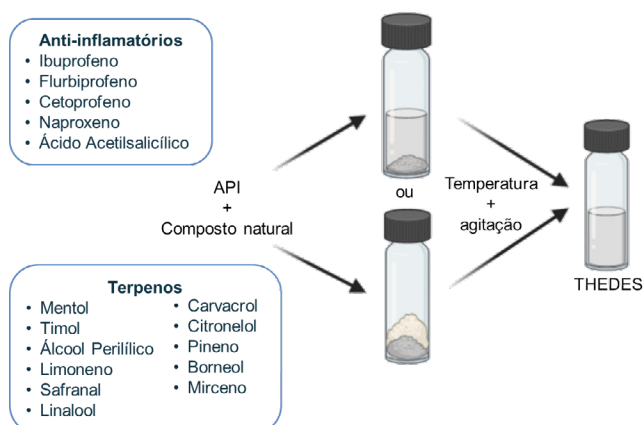 Anti-inflamatórios
• Ibuprofeno
• Flurbiprofeno
• Cetoprofeno
• Naproxeno
• Ácido Acetilsalicílico
API
+
Composto natural
ou
Temperatura
+
agitação
THEDES
Terpenos
• Mentol
• Timol
• Álcool Perilílico
• Limoneno
• Safranal
• Linalool
• Carvacrol
• Citronelol
• Pineno
• Borneol
• Mirceno